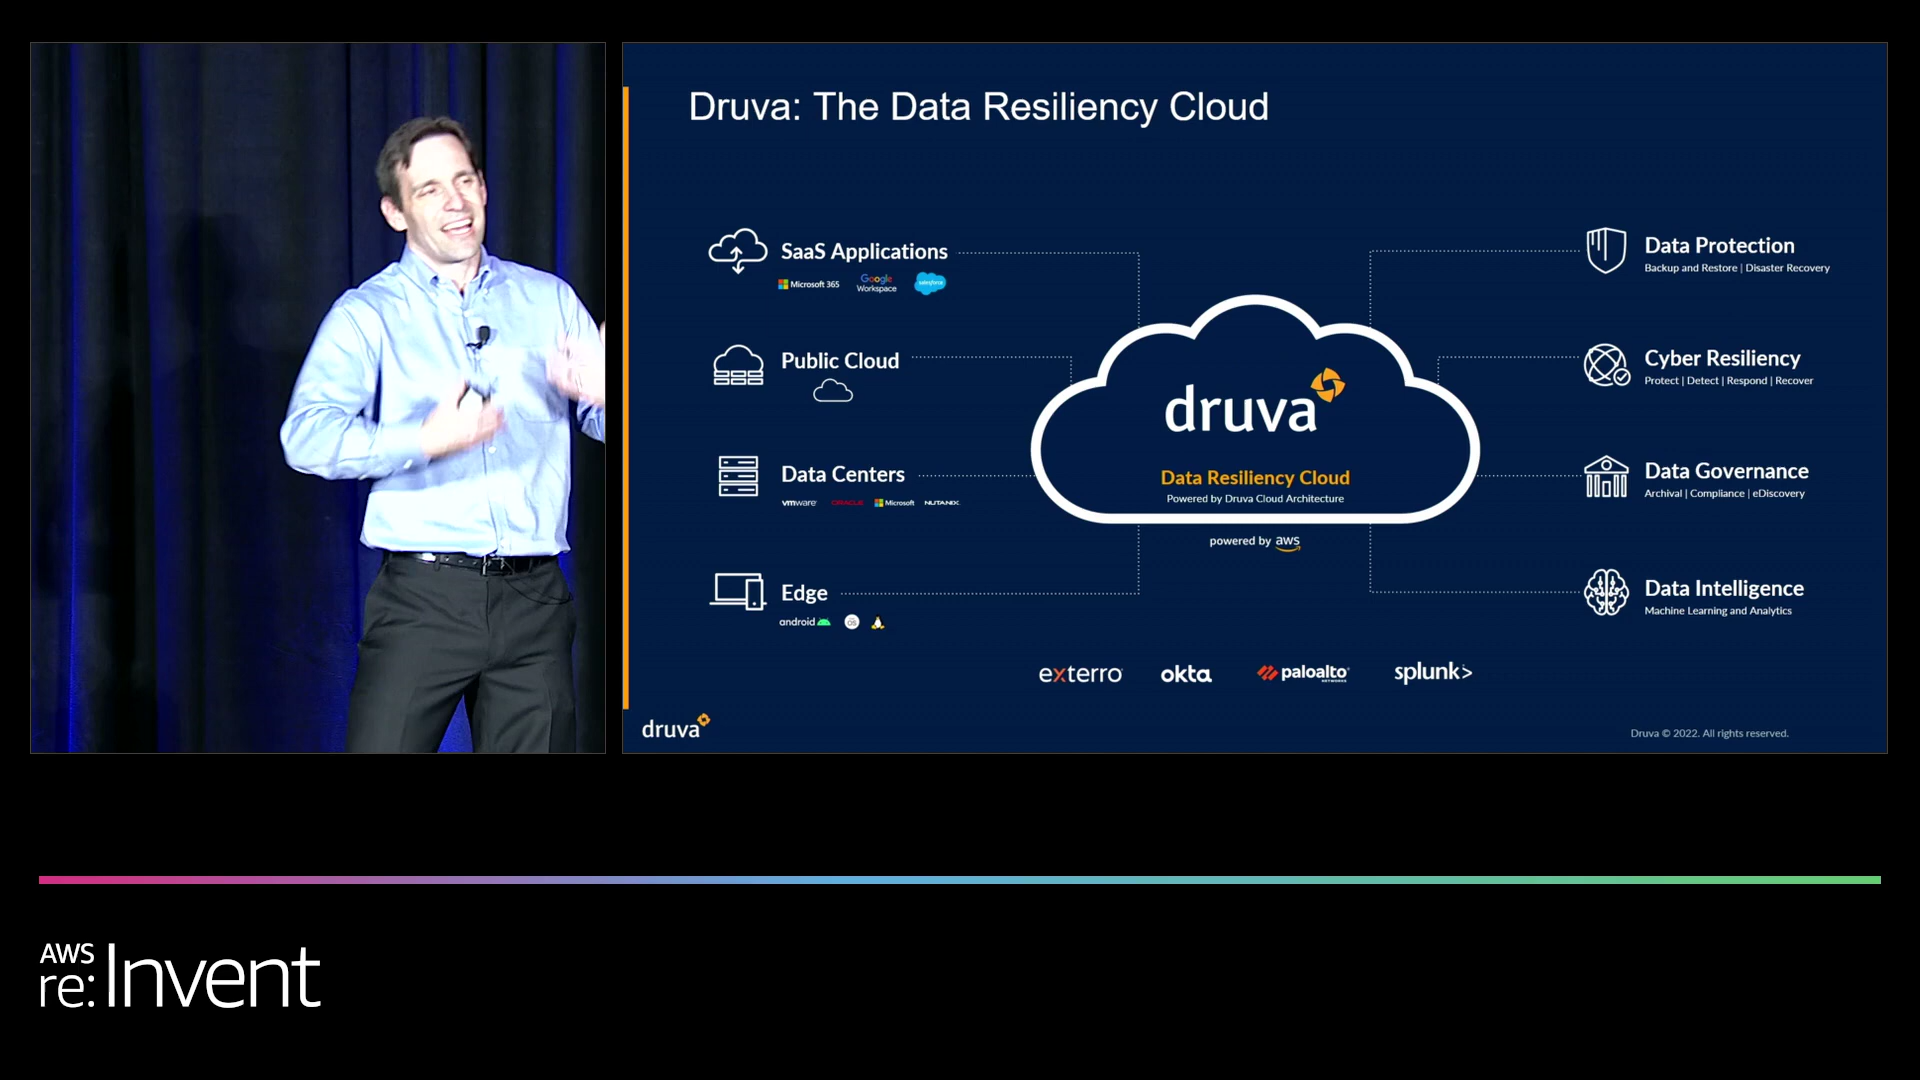 Druva: The Data Resiliency Cloud
SaaS Applications
Microsoft 365
Google
Workspace
salesforce
Public Cloud
Data Centers
vmware
ORACLE
Microsoft
NUTANIX
Edge
android
druva
Data Resiliency Cloud
Powered by Druva Cloud Architecture
powered by aws
Data Protection
Backup and Restore | Disaster Recovery
Cyber Resiliency
Protect | Detect | Respond | Recover
Data Governance
Archival | Compliance | eDiscovery
Data Intelligence
Machine Learning and Analytics
exterro
okta
paloalto
NETWORKS
splunk>
druva
Druva © 2022. All rights reserved.
AWS
re:Invent